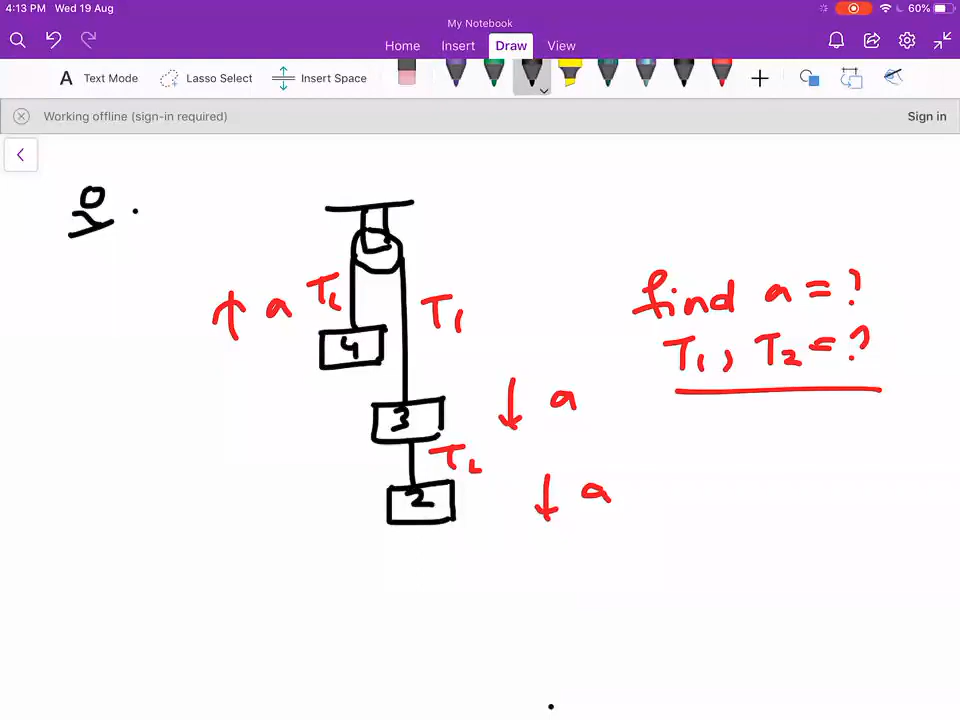 4:13 PM Wed 19 Aug
60%
My Notebook
Home Insert Draw View
A Text Mode Lasso Select Insert Space
Working offline (sign-in required) Sign in
find a = ?
↑ a T₁ T₁
T₁, T₂ = ?
4
↓ a
3
T₂
↓ a
2